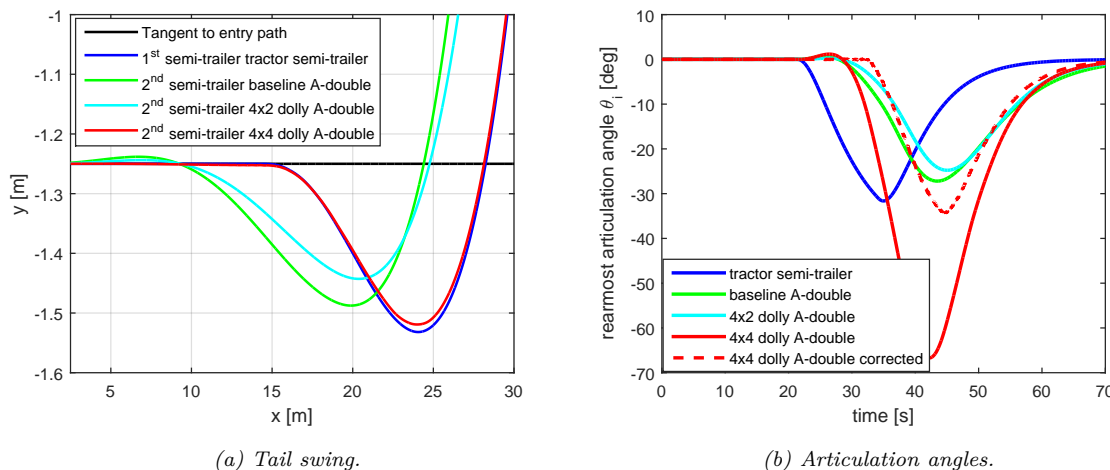 -1
-1.1
-1.2
-1.3
-1.4
-1.5
-1.6
y [m]
Tangent to entry path
1st semi-trailer tractor semi-trailer
2nd semi-trailer baseline A-double
2nd semi-trailer 4x2 dolly A-double
2nd semi-trailer 4x4 dolly A-double
5 10 15 20 25 30
x [m]
(a) Tail swing.
10
0
-10
-20
-30
-40
-50
-60
-70
rearmost articulation angle θi [deg]
tractor semi-trailer
baseline A-double
4x2 dolly A-double
4x4 dolly A-double
4x4 dolly A-double corrected
0 10 20 30 40 50 60 70
time [s]
(b) Articulation angles.